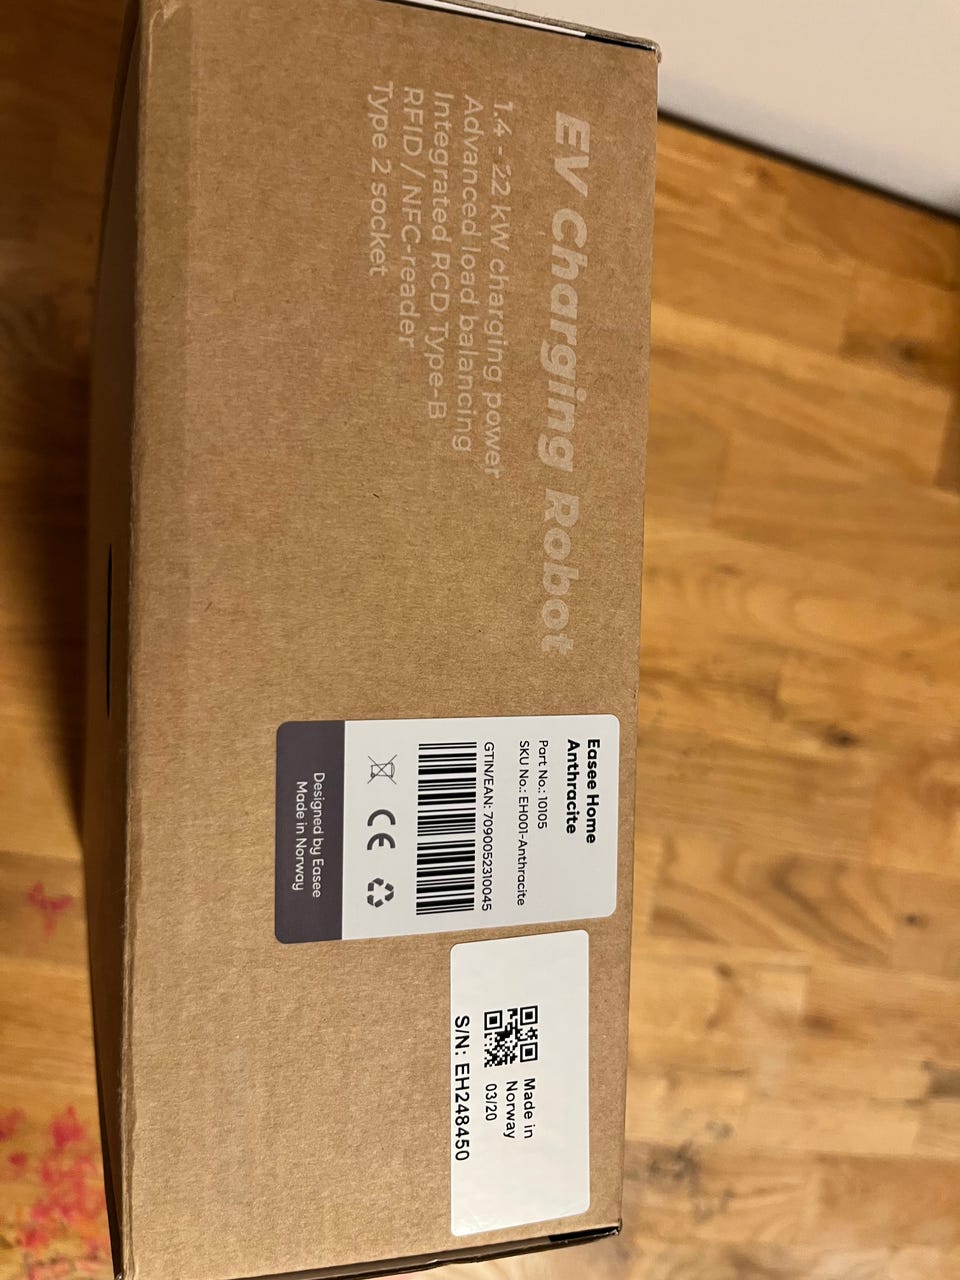 EV Charging Robot
1.4 - 22 kW charging power
Advanced load balancing
Integrated RCD Type-B
RFID / NFC-reader
Type 2 socket
Easee Home
Anthracite
Part No.: 10105
SKU No.: EH001-Anthracite
GTIN/EAN: 7090052310045
CE
Designed by Easee
Made in Norway
Made in
Norway
03/20
S/N: EH248450